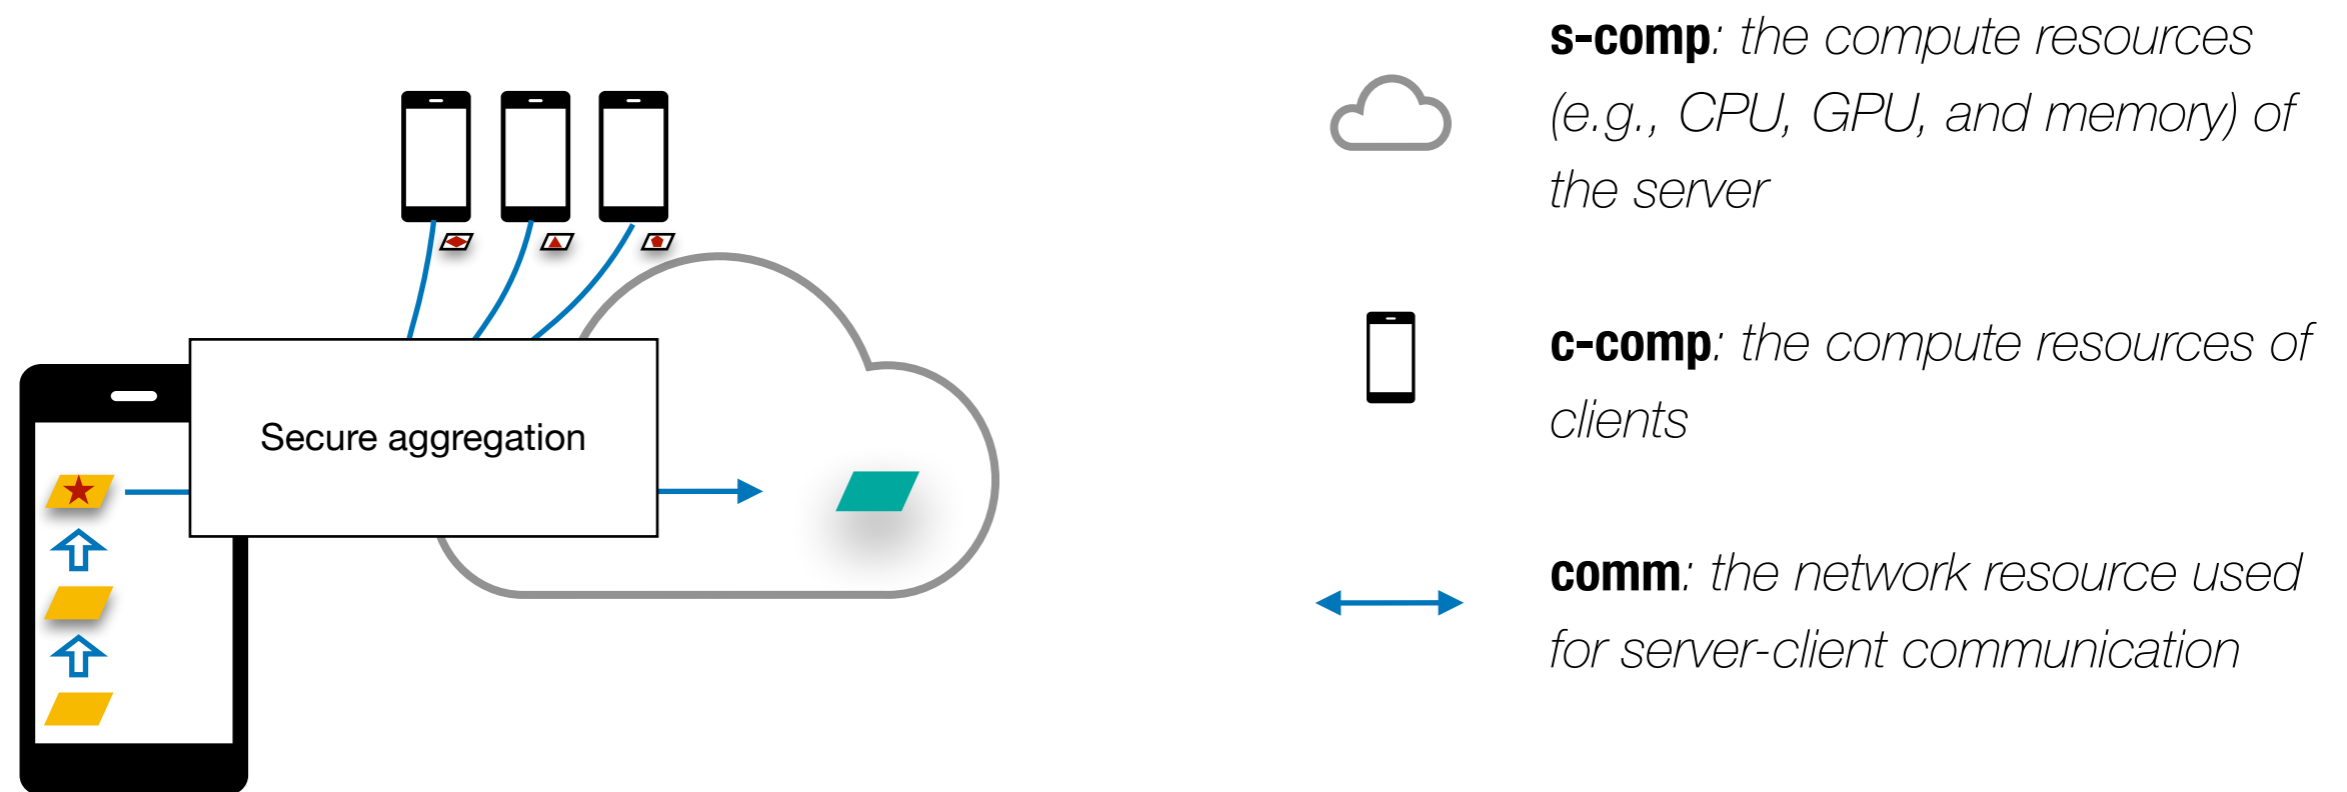 Secure aggregation
s-comp: the compute resources
(e.g., CPU, GPU, and memory) of
the server
c-comp: the compute resources of
clients
comm: the network resource used
for server-client communication